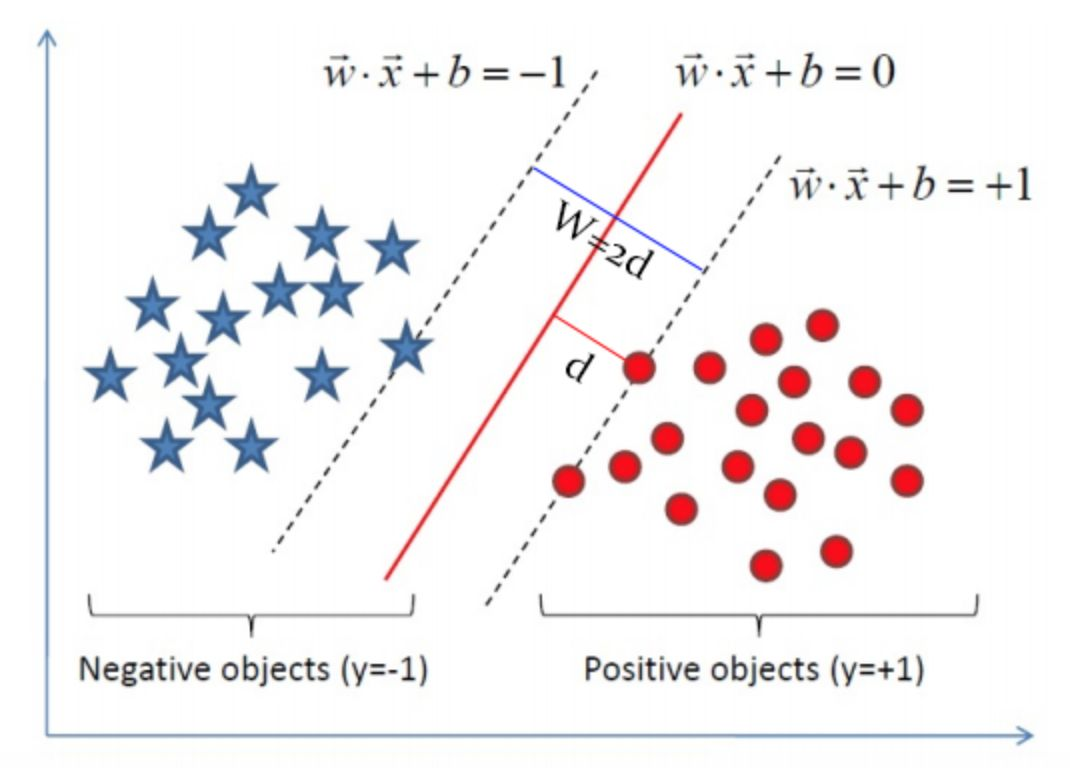 w⃗·x⃗+b=−1
w⃗·x⃗+b=0
w⃗·x⃗+b=+1
W=2d
d
Negative objects (y=-1)
Positive objects (y=+1)